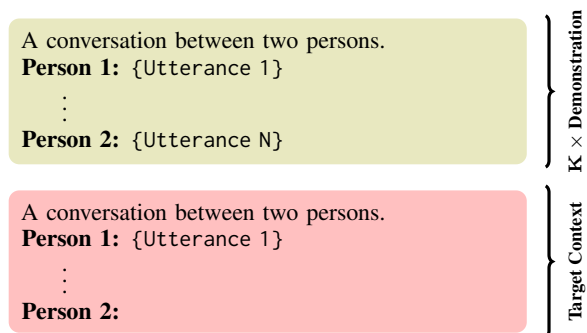 A conversation between two persons.
Person 1: {Utterance 1}
⋮
Person 2: {Utterance N}
K × Demonstration
A conversation between two persons.
Person 1: {Utterance 1}
⋮
Person 2:
Target Context